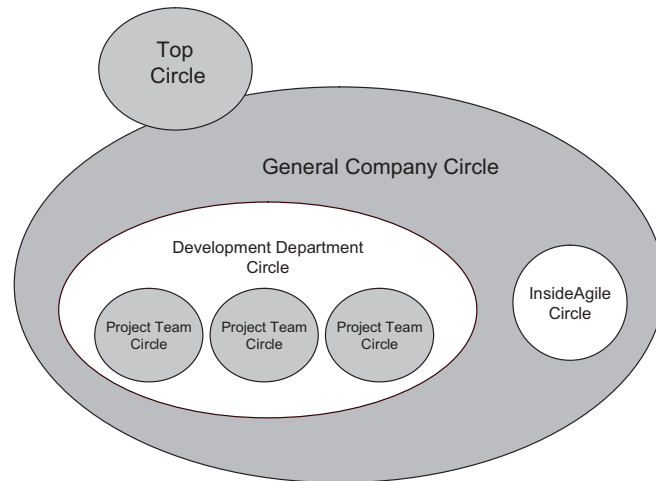 Top
Circle
General Company Circle
Development Department
Circle
Project Team
Circle
Project Team
Circle
Project Team
Circle
InsideAgile
Circle